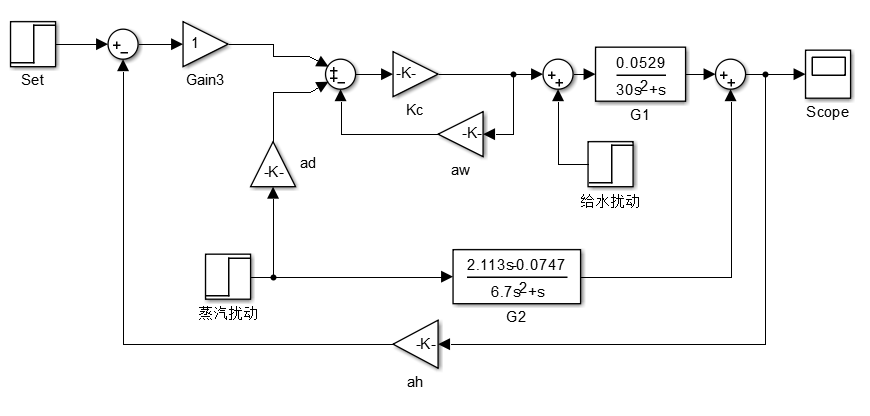 Set
+
−
1
Gain3
+
+
−
-K-
Kc
-K-
aw
+
+
0.0529
30s2+s
G1
+
+
Scope
-K-
ad
给水扰动
蒸汽扰动
2.113s-0.0747
6.7s2+s
G2
-K-
ah